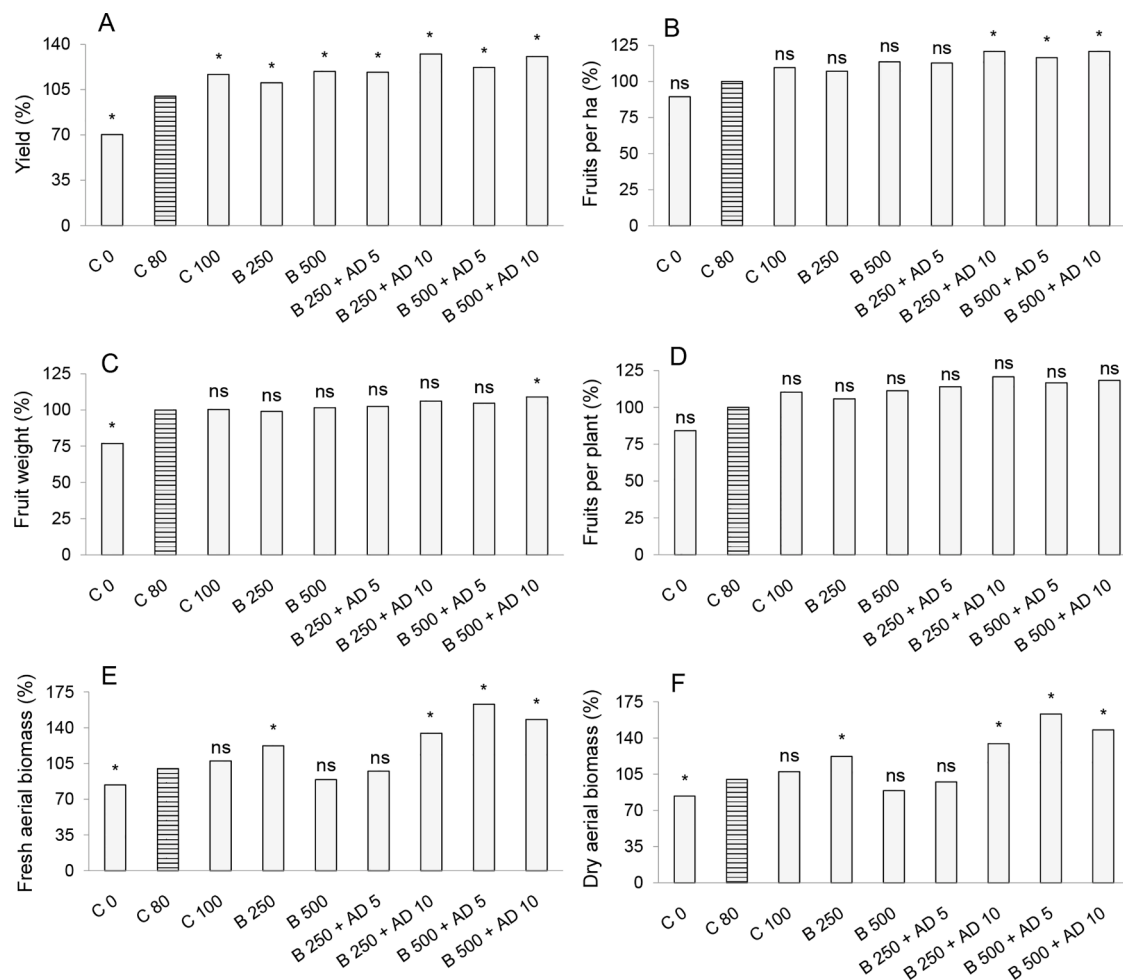 A
Yield (%)
140
105
70
35
0
* * * * * * * *
C 0
C 80
C 100
B 250
B 500
B 250 + AD 5
B 250 + AD 10
B 500 + AD 5
B 500 + AD 10
B
Fruits per ha (%)
125
100
75
50
25
0
ns ns ns ns ns * * *
C 0
C 80
C 100
B 250
B 500
B 250 + AD 5
B 250 + AD 10
B 500 + AD 5
B 500 + AD 10
C
Fruit weight (%)
125
100
75
50
25
0
* ns ns ns ns ns ns *
C 0
C 80
C 100
B 250
B 500
B 250 + AD 5
B 250 + AD 10
B 500 + AD 5
B 500 + AD 10
D
Fruits per plant (%)
125
100
75
50
25
0
ns ns ns ns ns ns ns ns
C 0
C 80
C 100
B 250
B 500
B 250 + AD 5
B 250 + AD 10
B 500 + AD 5
B 500 + AD 10
E
Fresh aerial biomass (%)
175
140
105
70
35
0
* ns * ns ns * * *
C 0
C 80
C 100
B 250
B 500
B 250 + AD 5
B 250 + AD 10
B 500 + AD 5
B 500 + AD 10
F
Dry aerial biomass (%)
175
140
105
70
35
0
* ns * ns ns * * *
C 0
C 80
C 100
B 250
B 500
B 250 + AD 5
B 250 + AD 10
B 500 + AD 5
B 500 + AD 10